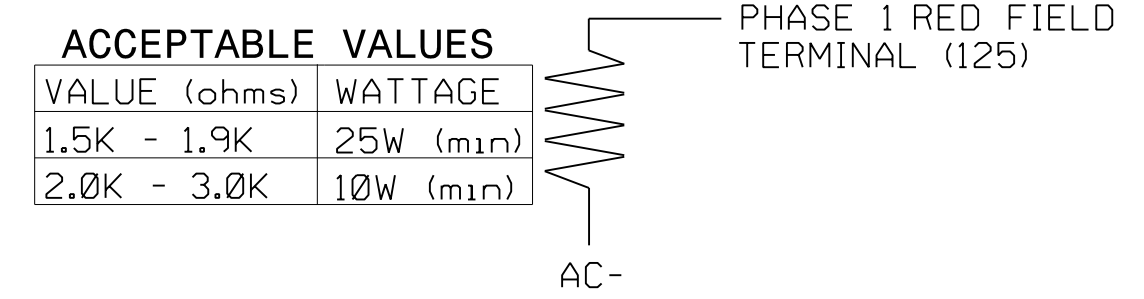 ACCEPTABLE VALUES
VALUE (ohms) WATTAGE
1.5K - 1.9K 25W (min)
2.0K - 3.0K 10W (min)
PHASE 1 RED FIELD
TERMINAL (125)
AC-